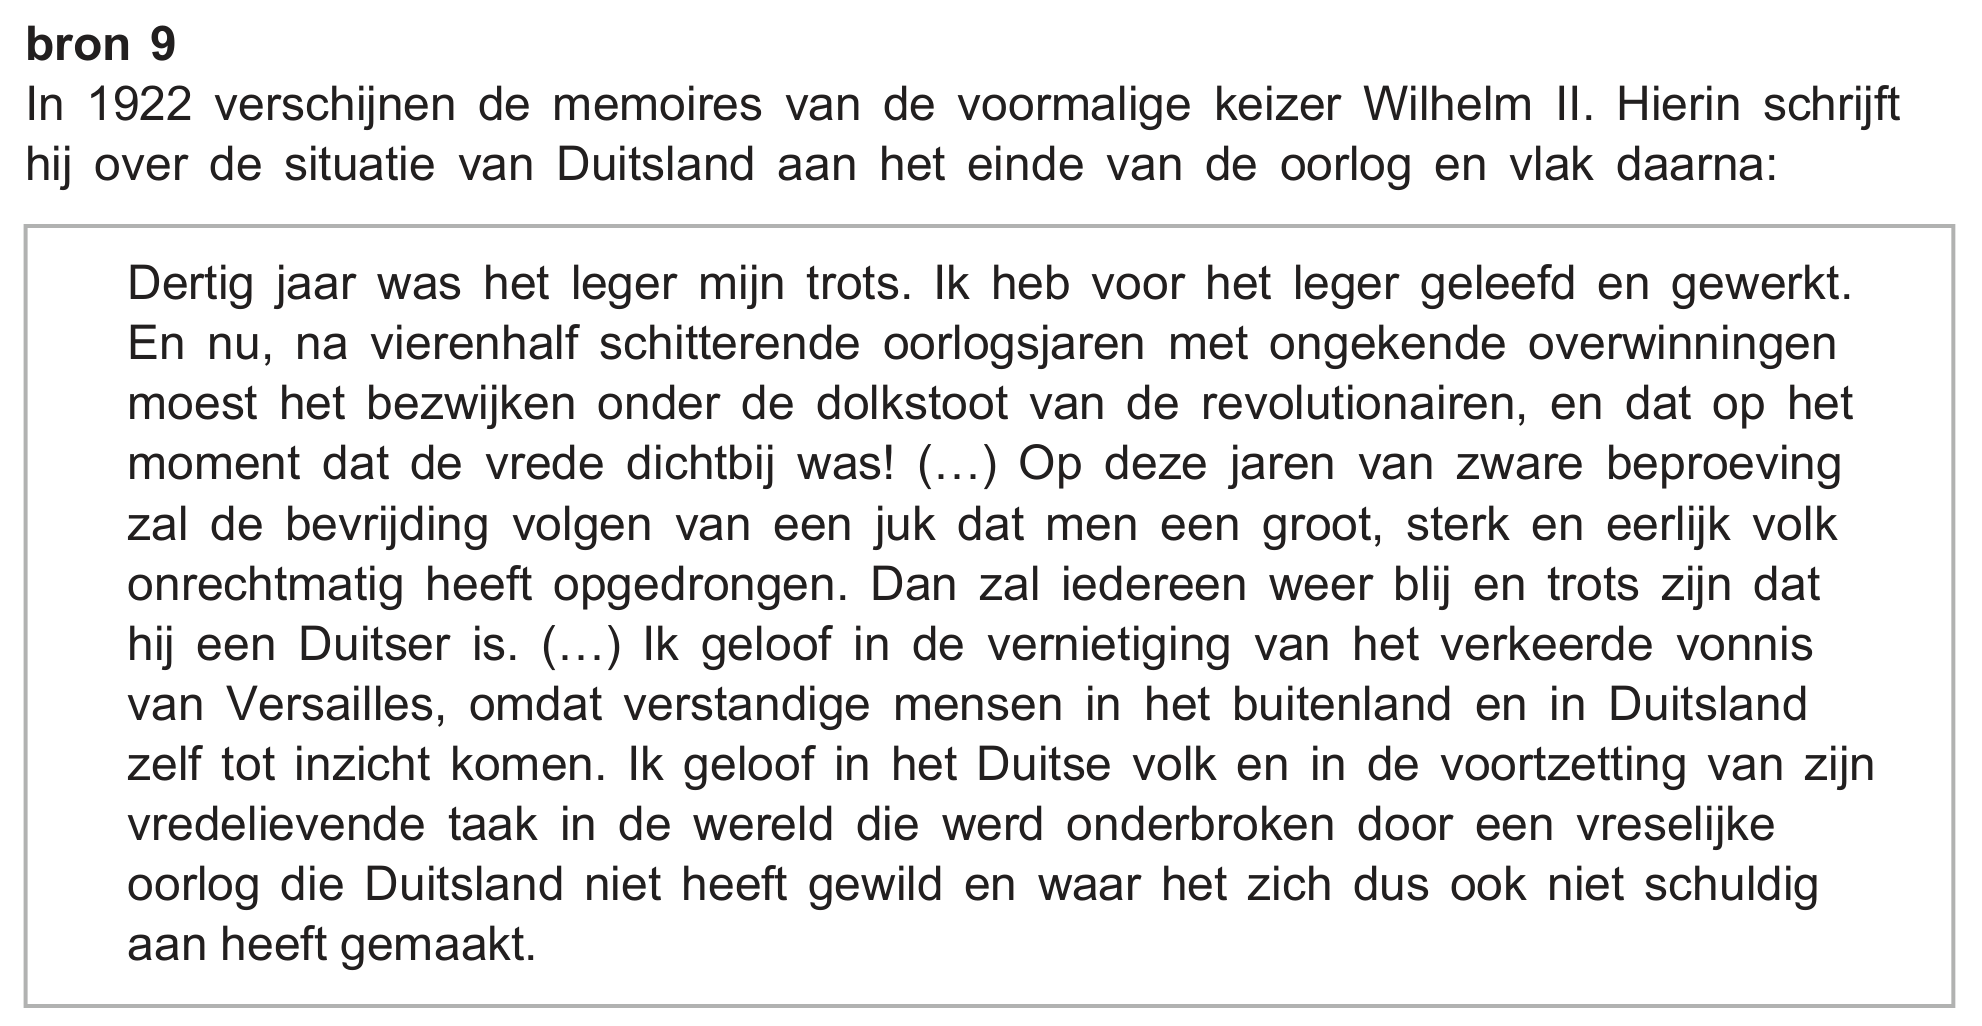 bron 9
In 1922 verschijnen de memoires van de voormalige keizer Wilhelm II. Hierin schrijft
hij over de situatie van Duitsland aan het einde van de oorlog en vlak daarna:
Dertig jaar was het leger mijn trots. Ik heb voor het leger geleefd en gewerkt.
En nu, na vierenhalf schitterende oorlogsjaren met ongekende overwinningen
moest het bezwijken onder de dolkstoot van de revolutionairen, en dat op het
moment dat de vrede dichtbij was! (…) Op deze jaren van zware beproeving
zal de bevrijding volgen van een juk dat men een groot, sterk en eerlijk volk
onrechtmatig heeft opgedrongen. Dan zal iedereen weer blij en trots zijn dat
hij een Duitser is. (…) Ik geloof in de vernietiging van het verkeerde vonnis
van Versailles, omdat verstandige mensen in het buitenland en in Duitsland
zelf tot inzicht komen. Ik geloof in het Duitse volk en in de voortzetting van zijn
vredelievende taak in de wereld die werd onderbroken door een vreselijke
oorlog die Duitsland niet heeft gewild en waar het zich dus ook niet schuldig
aan heeft gemaakt.